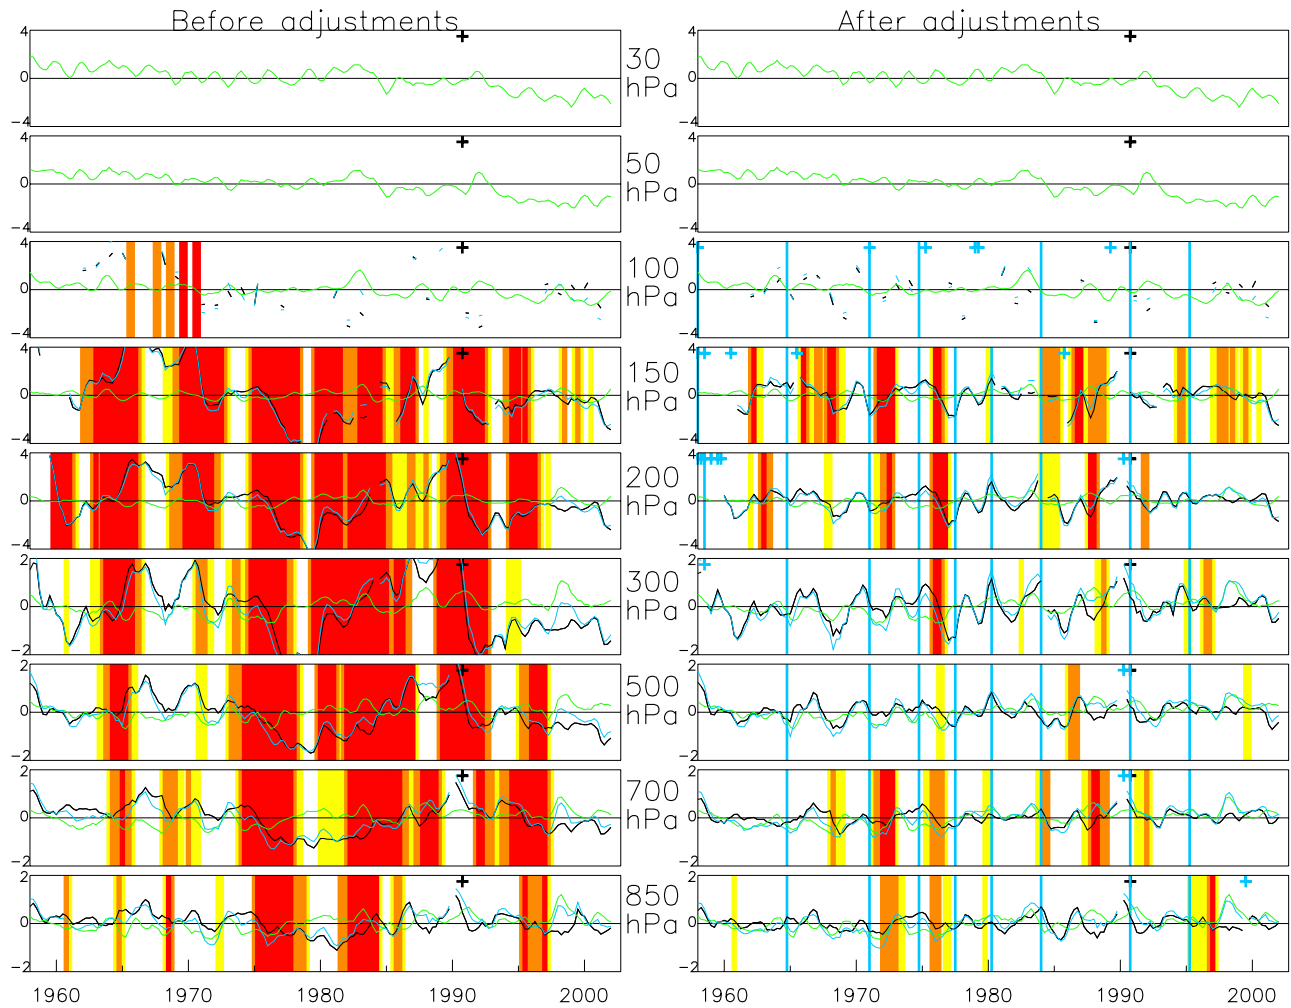 Before adjustments After adjustments
4 4
0 30 hPa 0
−4 −4
4 4
0 50 hPa 0
−4 −4
4 4
0 100 hPa 0
−4 −4
4 4
0 150 hPa 0
−4 −4
4 4
0 200 hPa 0
−4 −4
2 2
0 300 hPa 0
−2 −2
2 2
0 500 hPa 0
−2 −2
2 2
0 700 hPa 0
−2 −2
2 2
0 850 hPa 0
−2 −2
1960 1970 1980 1990 2000 1960 1970 1980 1990 2000